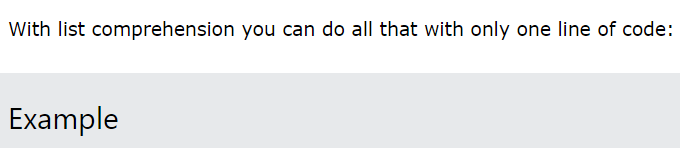 With list comprehension you can do all that with only one line of code:
Example